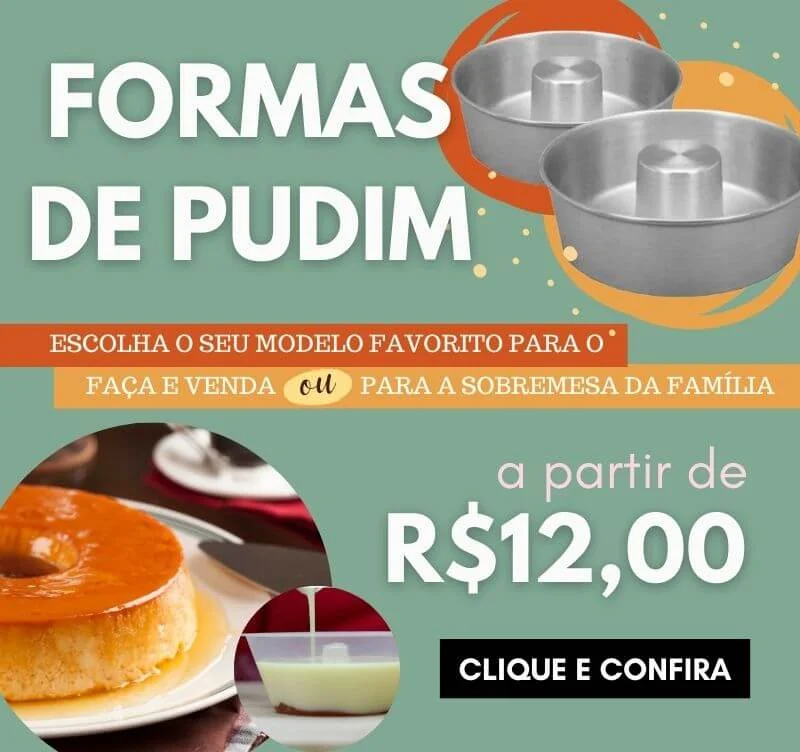 FORMAS
DE PUDIM
ESCOLHA O SEU MODELO FAVORITO PARA O
FAÇA E VENDA ou PARA A SOBREMESA DA FAMÍLIA
a partir de
R$12,00
CLIQUE E CONFIRA